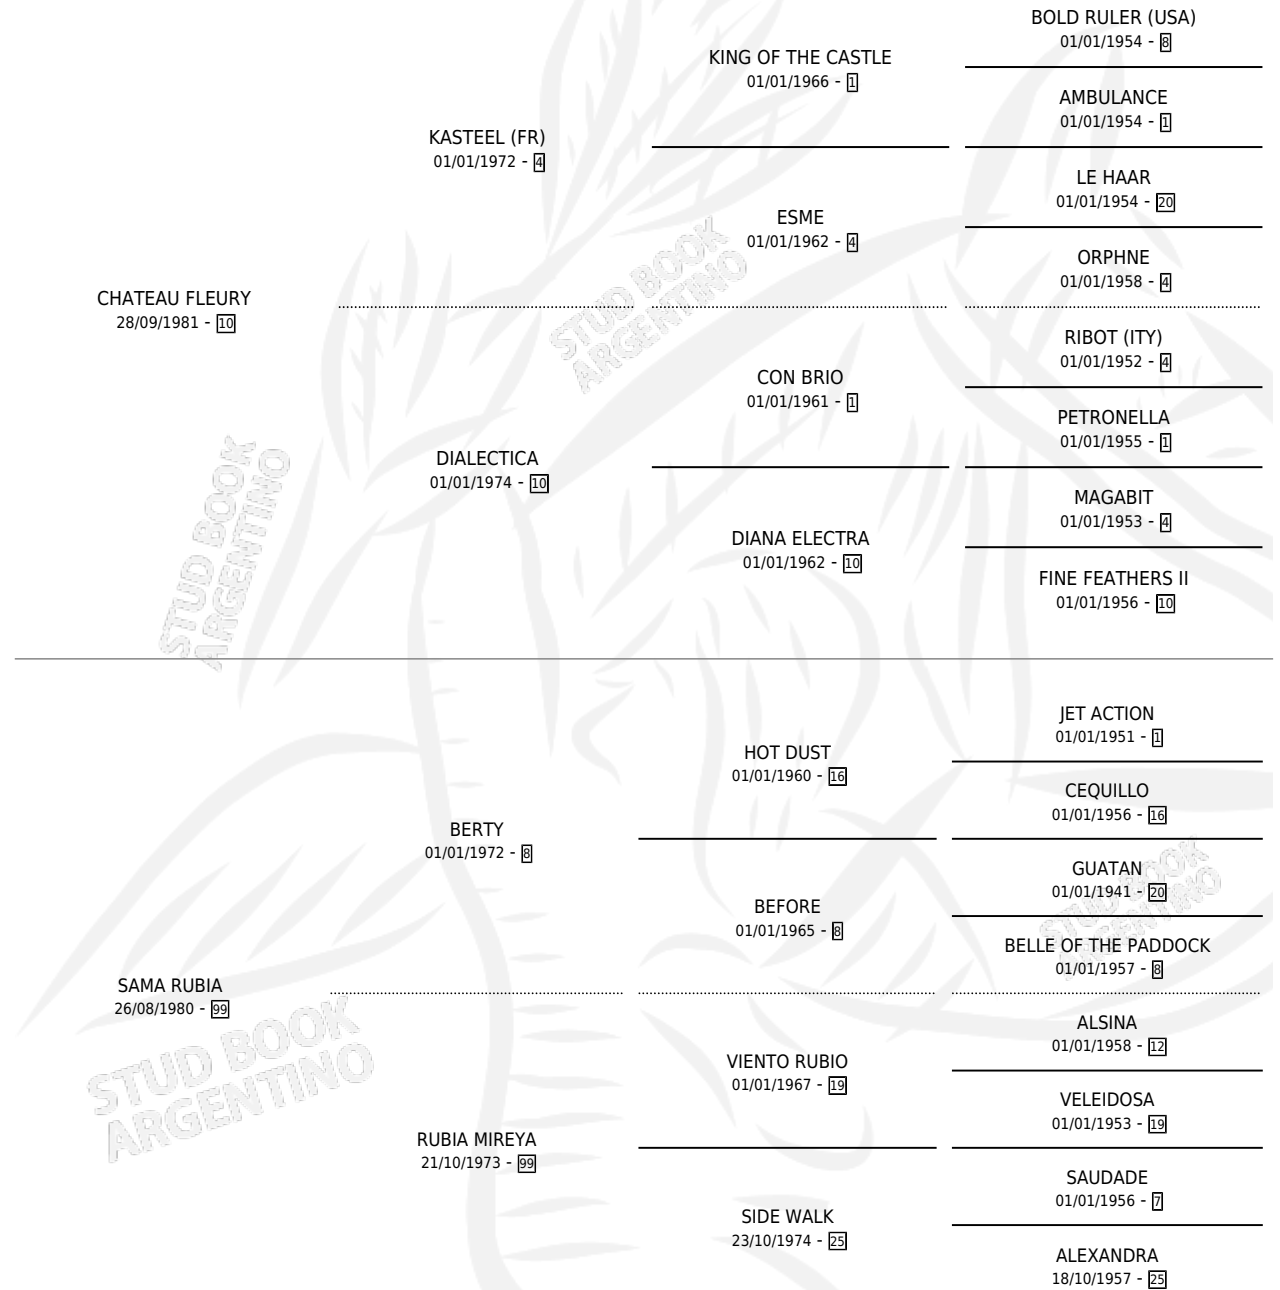 BOLD RULER (USA)
01/01/1954 - 8
KING OF THE CASTLE
01/01/1966 - 1
AMBULANCE
01/01/1954 - 1
KASTEEL (FR)
01/01/1972 - 4
LE HAAR
01/01/1954 - 20
ESME
01/01/1962 - 4
ORPHNE
01/01/1958 - 4
CHATEAU FLEURY
28/09/1981 - 10
STUD BOOK
ARGENTINO
RIBOT (ITY)
01/01/1952 - 4
CON BRIO
01/01/1961 - 1
PETRONELLA
01/01/1955 - 1
DIALECTICA
01/01/1974 - 10
STUD BOOK
ARGENTINO
MAGABIT
01/01/1953 - 4
DIANA ELECTRA
01/01/1962 - 10
FINE FEATHERS II
01/01/1956 - 10
JET ACTION
01/01/1951 - 1
HOT DUST
01/01/1960 - 16
CEQUILLO
01/01/1956 - 16
BERTY
01/01/1972 - 8
GUATAN
01/01/1941 - 20
STUD BOOK
ARGENTINO
BEFORE
01/01/1965 - 8
BELLE OF THE PADDOCK
01/01/1957 - 8
SAMA RUBIA
26/08/1980 - 99
STUD BOOK
ARGENTINO
ALSINA
01/01/1958 - 12
VIENTO RUBIO
01/01/1967 - 19
VELEIDOSA
01/01/1953 - 19
RUBIA MIREYA
21/10/1973 - 99
SAUDADE
01/01/1956 - 7
SIDE WALK
23/10/1974 - 25
ALEXANDRA
18/10/1957 - 25